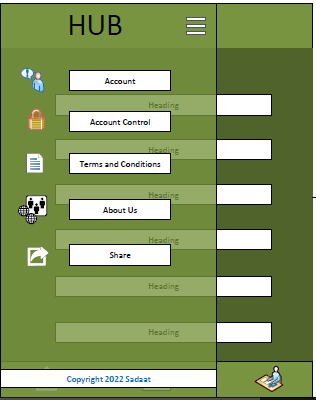 HUB
Account
Heading
Account Control
Heading
Terms and Conditions
Heading
About Us
Heading
Share
Heading
Heading
Copyright 2022 Sadaat